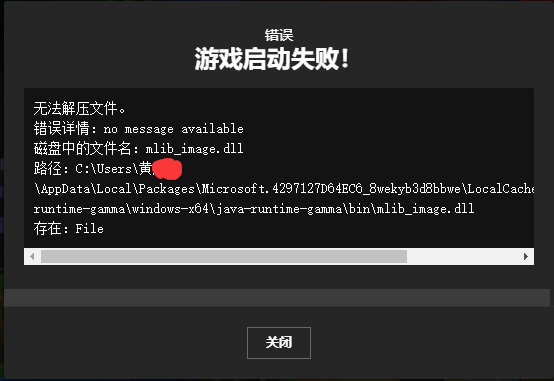 错误
游戏启动失败!
无法解压文件。
错误详情: no message available
磁盘中的文件名: mlib_image.dll
路径: C:\Users\黄
\AppData\Local\Packages\Microsoft.4297127D64EC6_8wekyb3d8bbwe\LocalCache
runtime-gamma\windows-x64\java-runtime-gamma\bin\mlib_image.dll
存在: File
关闭